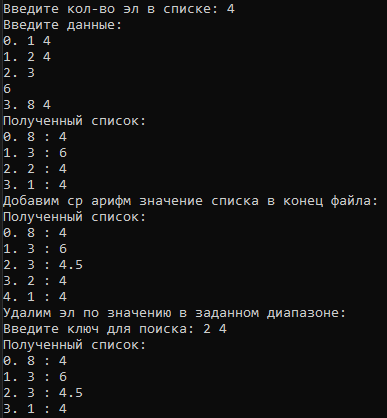 Введите кол-во эл в списке: 4
Введите данные:
0. 1 4
1. 2 4
2. 3
6
3. 8 4
Полученный список:
0. 8 : 4
1. 3 : 6
2. 2 : 4
3. 1 : 4
Добавим ср арифм значение списка в конец файла:
Полученный список:
0. 8 : 4
1. 3 : 6
2. 3 : 4.5
3. 2 : 4
4. 1 : 4
Удалим эл по значению в заданном диапазоне:
Введите ключ для поиска: 2 4
Полученный список:
0. 8 : 4
1. 3 : 6
2. 3 : 4.5
3. 1 : 4